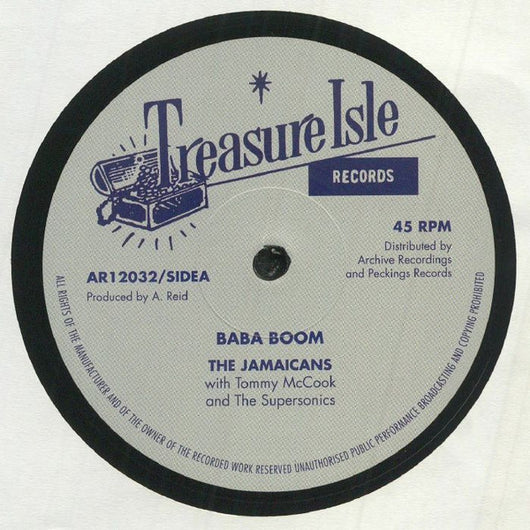 Treasure Isle
RECORDS
45 RPM
Distributed by
Archive Recordings
and Peckings Records
AR12032/SIDEA
Produced by A. Reid
BABA BOOM
THE JAMAICANS
with Tommy McCook
and The Supersonics
ALL RIGHTS OF THE MANUFACTURER AND OF THE OWNER OF THE RECORDED WORK RESERVED UNAUTHORISED PUBLIC PERFORMANCE BROADCASTING AND COPYING PROHIBITED